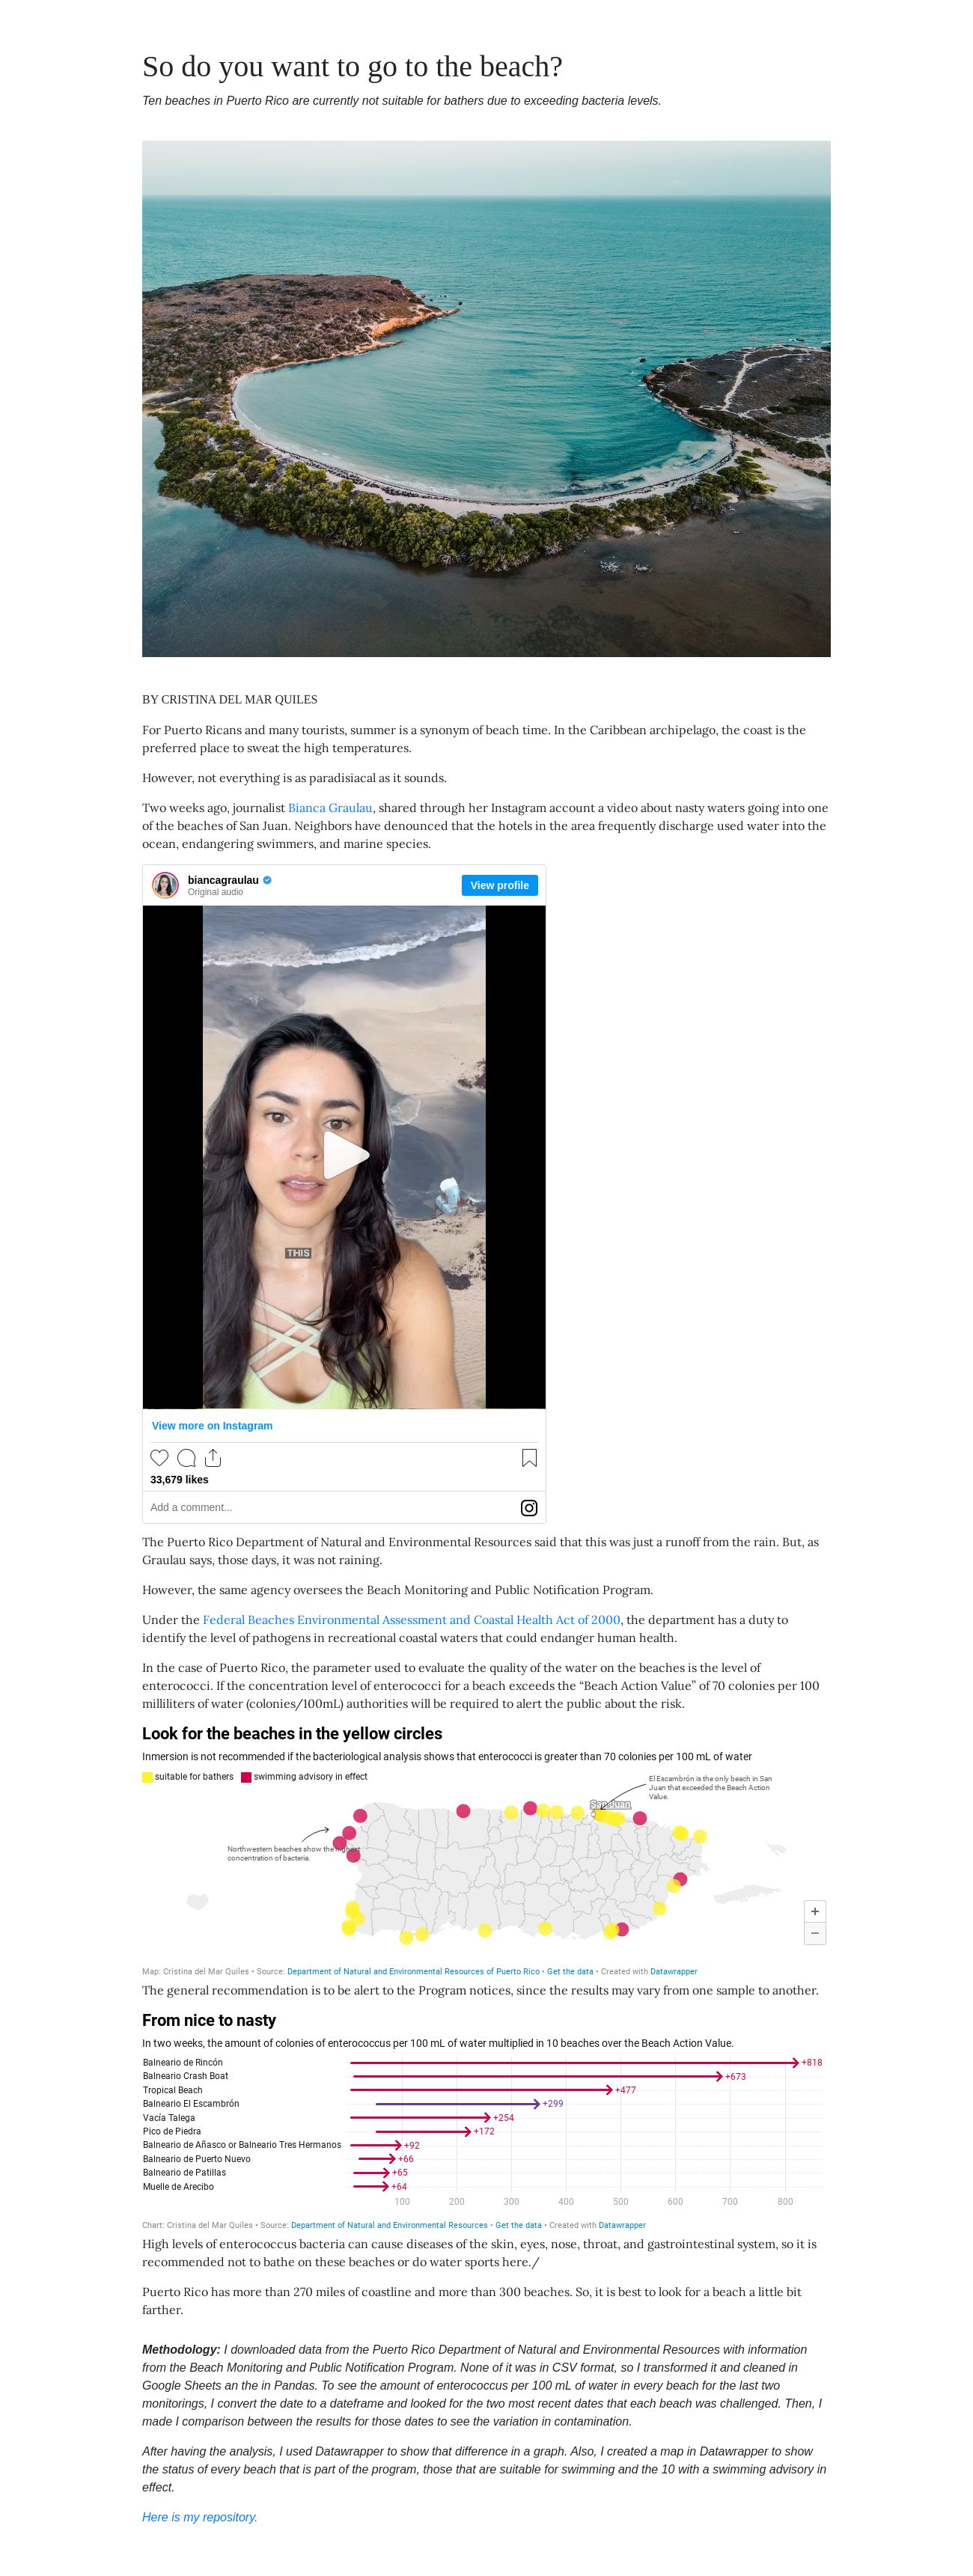 So do you want to go to the beach?
Ten beaches in Puerto Rico are currently not suitable for bathers due to exceeding bacteria levels.
BY CRISTINA DEL MAR QUILES
For Puerto Ricans and many tourists, summer is a synonym of beach time. In the Caribbean archipelago, the coast is the
preferred place to sweat the high temperatures.
However, not everything is as paradisiacal as it sounds.
Two weeks ago, journalist Bianca Graulau, shared through her Instagram account a video about nasty waters going into one
of the beaches of San Juan. Neighbors have denounced that the hotels in the area frequently discharge used water into the
ocean, endangering swimmers, and marine species.
biancagraulau
Original audio
View profile
THIS
View more on Instagram
33,679 likes
Add a comment...
The Puerto Rico Department of Natural and Environmental Resources said that this was just a runoff from the rain. But, as
Graulau says, those days, it was not raining.
However, the same agency oversees the Beach Monitoring and Public Notification Program.
Under the Federal Beaches Environmental Assessment and Coastal Health Act of 2000, the department has a duty to
identify the level of pathogens in recreational coastal waters that could endanger human health.
In the case of Puerto Rico, the parameter used to evaluate the quality of the water on the beaches is the level of
enterococci. If the concentration level of enterococci for a beach exceeds the “Beach Action Value” of 70 colonies per 100
milliliters of water (colonies/100mL) authorities will be required to alert the public about the risk.
Look for the beaches in the yellow circles
Inmersion is not recommended if the bacteriological analysis shows that enterococci is greater than 70 colonies per 100 mL of water
suitable for bathers swimming advisory in effect
El Escambrón is the only beach in San
Juan that exceeded the Beach Action
Value.
San Juan
Northwestern beaches show the highest
concentration of bacteria.
+
−
Map: Cristina del Mar Quiles • Source: Department of Natural and Environmental Resources of Puerto Rico • Get the data • Created with Datawrapper
The general recommendation is to be alert to the Program notices, since the results may vary from one sample to another.
From nice to nasty
In two weeks, the amount of colonies of enterococcus per 100 mL of water multiplied in 10 beaches over the Beach Action Value.
Balneario de Rincón +818
Balneario Crash Boat +673
Tropical Beach +477
Balneario El Escambrón +299
Vacía Talega +254
Pico de Piedra +172
Balneario de Añasco or Balneario Tres Hermanos +92
Balneario de Puerto Nuevo +66
Balneario de Patillas +65
Muelle de Arecibo +64
100 200 300 400 500 600 700 800
Chart: Cristina del Mar Quiles • Source: Department of Natural and Environmental Resources • Get the data • Created with Datawrapper
High levels of enterococcus bacteria can cause diseases of the skin, eyes, nose, throat, and gastrointestinal system, so it is
recommended not to bathe on these beaches or do water sports here./
Puerto Rico has more than 270 miles of coastline and more than 300 beaches. So, it is best to look for a beach a little bit
farther.
Methodology: I downloaded data from the Puerto Rico Department of Natural and Environmental Resources with information
from the Beach Monitoring and Public Notification Program. None of it was in CSV format, so I transformed it and cleaned in
Google Sheets an the in Pandas. To see the amount of enterococcus per 100 mL of water in every beach for the last two
monitorings, I convert the date to a dateframe and looked for the two most recent dates that each beach was challenged. Then, I
made I comparison between the results for those dates to see the variation in contamination.
After having the analysis, I used Datawrapper to show that difference in a graph. Also, I created a map in Datawrapper to show
the status of every beach that is part of the program, those that are suitable for swimming and the 10 with a swimming advisory in
effect.
Here is my repository.